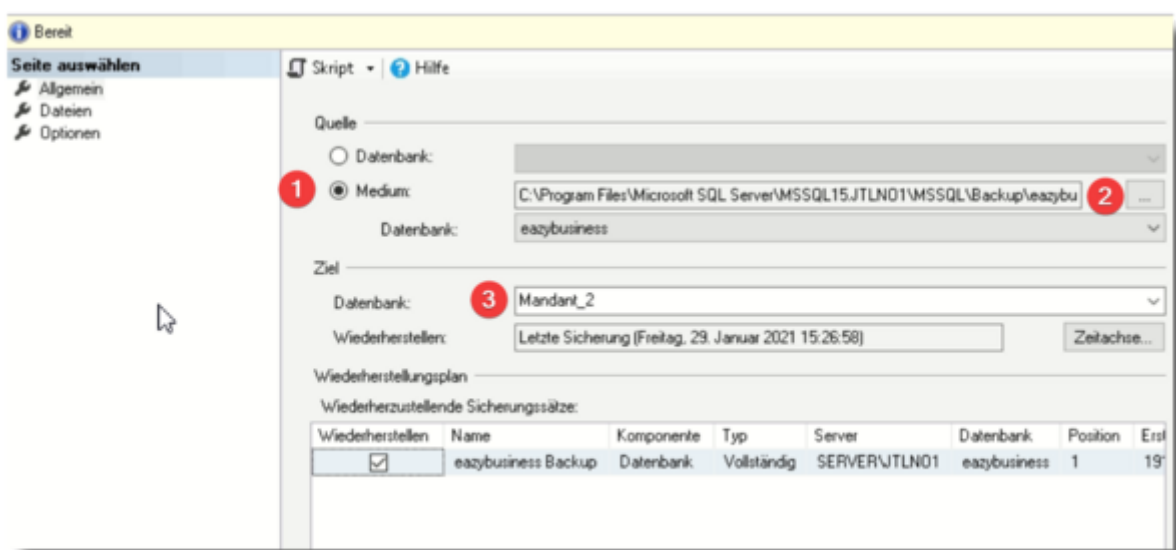 Bereit
Seite auswählen
Allgemein
Dateien
Optionen
Skript Hilfe
Quelle
Datenbank:
1 Medium: C:\Program Files\Microsoft SQL Server\MSSQL15.JTLN01\MSSQL\Backup\eazybu 2 ...
Datenbank: eazybusiness
Ziel
Datenbank: 3 Mandant_2
Wiederherstellen: Letzte Sicherung (Freitag, 29. Januar 2021 15:26:58) Zeitachse...
Wiederherstellungsplan
Wiederherzustellende Sicherungssätze:
Wiederherstellen Name Komponente Typ Server Datenbank Position
eazybusiness Backup Datenbank Vollständig SERVER\JTLN01 eazybusiness 1